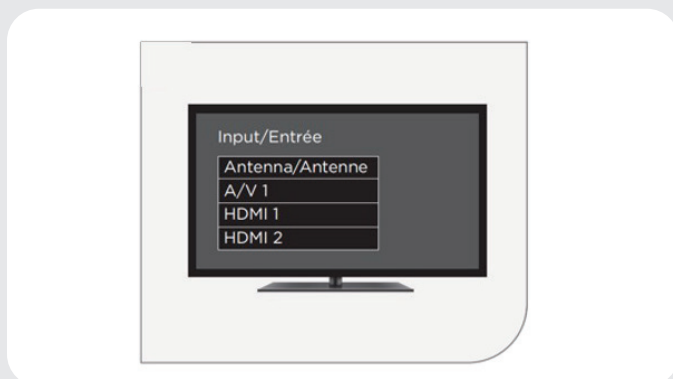 Input/Entrée
Antenna/Antenne
A/V 1
HDMI 1
HDMI 2